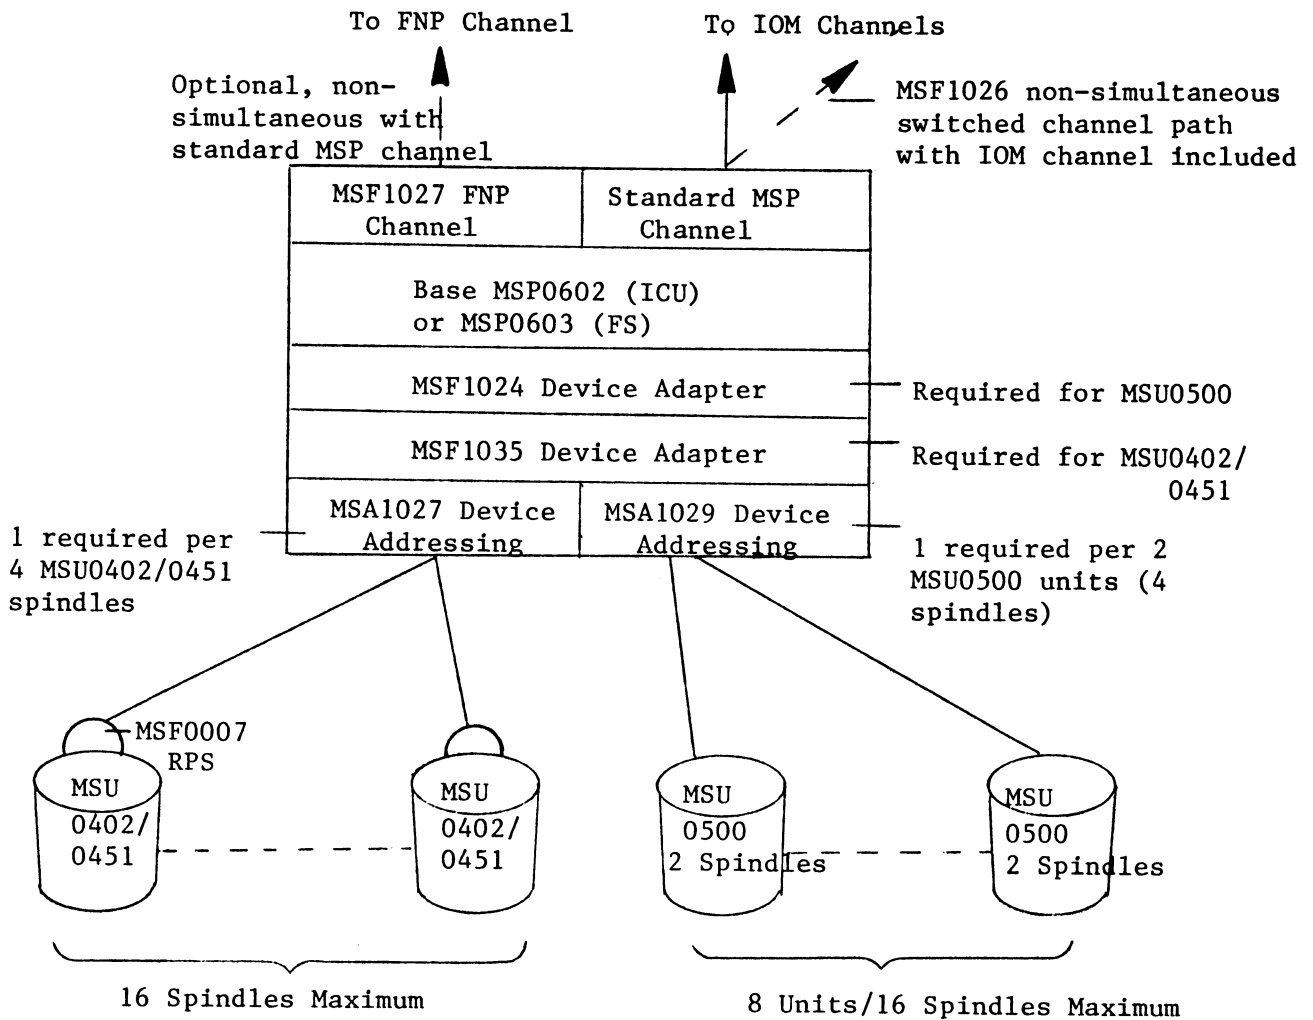 To FNP Channel
To IOM Channels
Optional, non-
simultaneous with
standard MSP channel
MSF1026 non-simultaneous
switched channel path
with IOM channel included
MSF1027 FNP
Channel
Standard MSP
Channel
Base MSP0602 (ICU)
or MSP0603 (FS)
MSF1024 Device Adapter
Required for MSU0500
MSF1035 Device Adapter
Required for MSU0402/
0451
MSA1027 Device
Addressing
MSA1029 Device
Addressing
1 required per
4 MSU0402/0451
spindles
1 required per 2
MSU0500 units (4
spindles)
MSF0007
RPS
MSU
0402/
0451
MSU
0402/
0451
MSU
0500
2 Spindles
MSU
0500
2 Spindles
16 Spindles Maximum
8 Units/16 Spindles Maximum